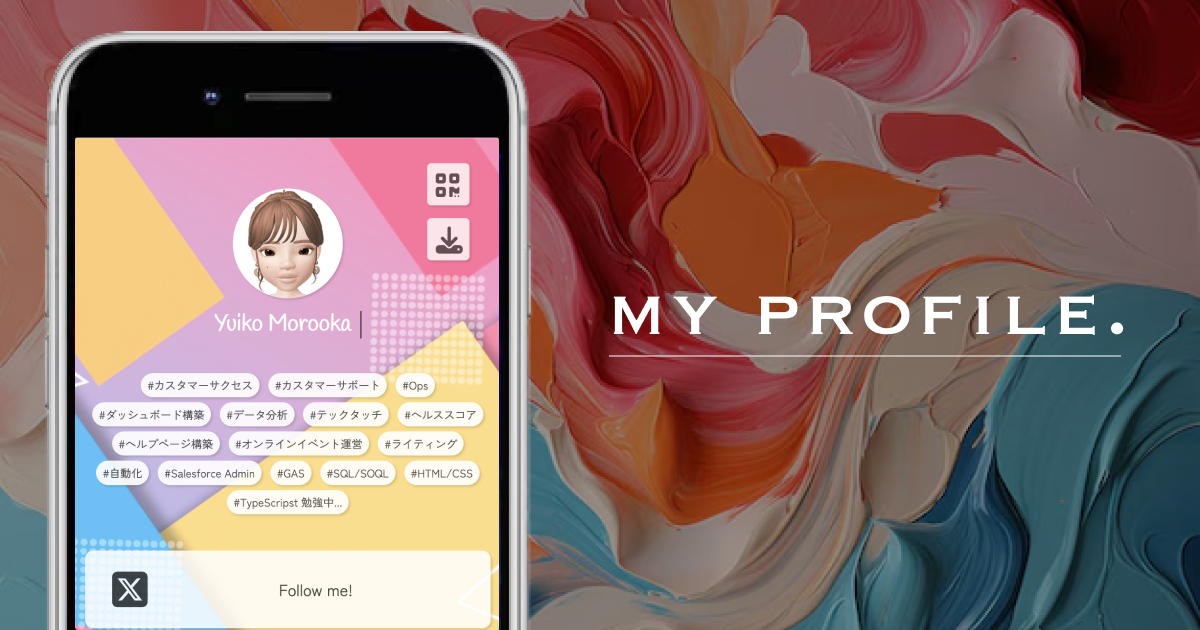 Yuiko Morooka
#カスタマーサクセス #カスタマーサポート #Ops
#ダッシュボード構築 #データ分析 #テックタッチ #ヘルススコア
#ヘルプページ構築 #オンラインイベント運営 #ライティング
#自動化 #Salesforce Admin #GAS #SQL/SOQL #HTML/CSS
#TypeScripst 勉強中...
X Follow me!
MY PROFILE.